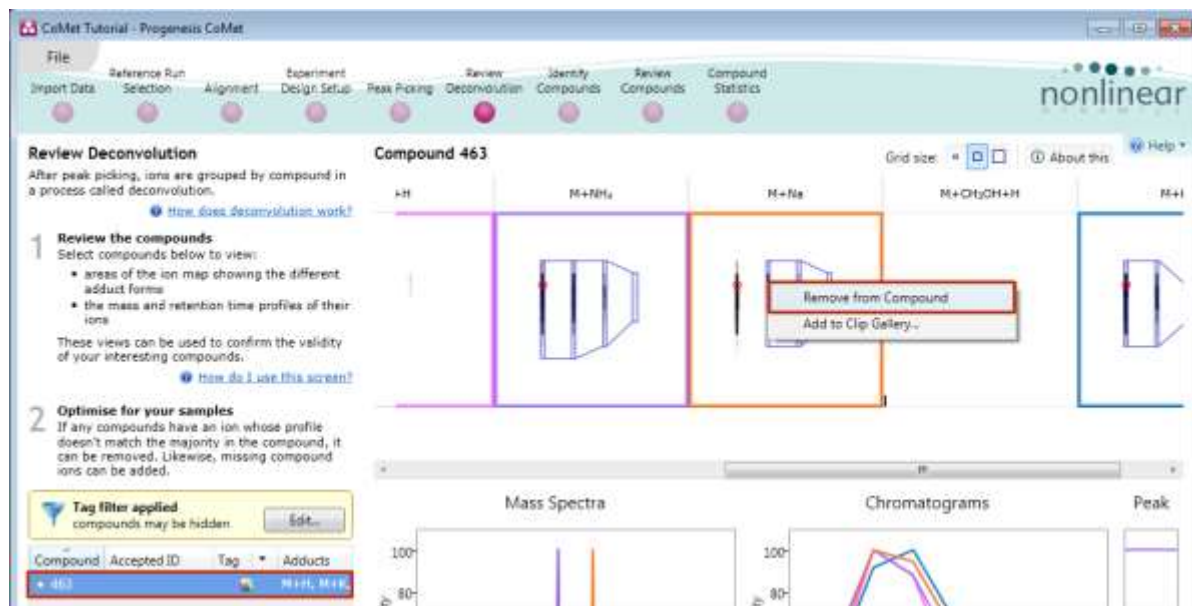 CoMet Tutorial - Progenesis CoMet
File
Import Data
Reference Run
Selection
Alignment
Experiment
Design Setup
Peak Picking
Review
Deconvolution
Identify
Compounds
Review
Compounds
Compound
Statistics
nonlinear
Review Deconvolution
After peak picking, ions are grouped by compound in
a process called deconvolution.
How does deconvolution work?
1 Review the compounds
Select compounds below to view:
• areas of the ion map showing the different
adduct forms
• the mass and retention time profiles of their
ions
These views can be used to confirm the validity
of your interesting compounds.
How do I use this screen?
2 Optimise for your samples
If any compounds have an ion whose profile
doesn't match the majority in the compound, it
can be removed. Likewise, missing compound
ions can be added.
Tag filter applied
compounds may be hidden
Edit...
Compound Accepted ID Tag Adducts
463 M+H, M+K,
Compound 463
Grid size:
About this
Help
+H M+NH₄ M+Na M+CH₃OH+H
Remove from Compound
Add to Clip Gallery...
Mass Spectra
Chromatograms
Peak
100
80
100
80